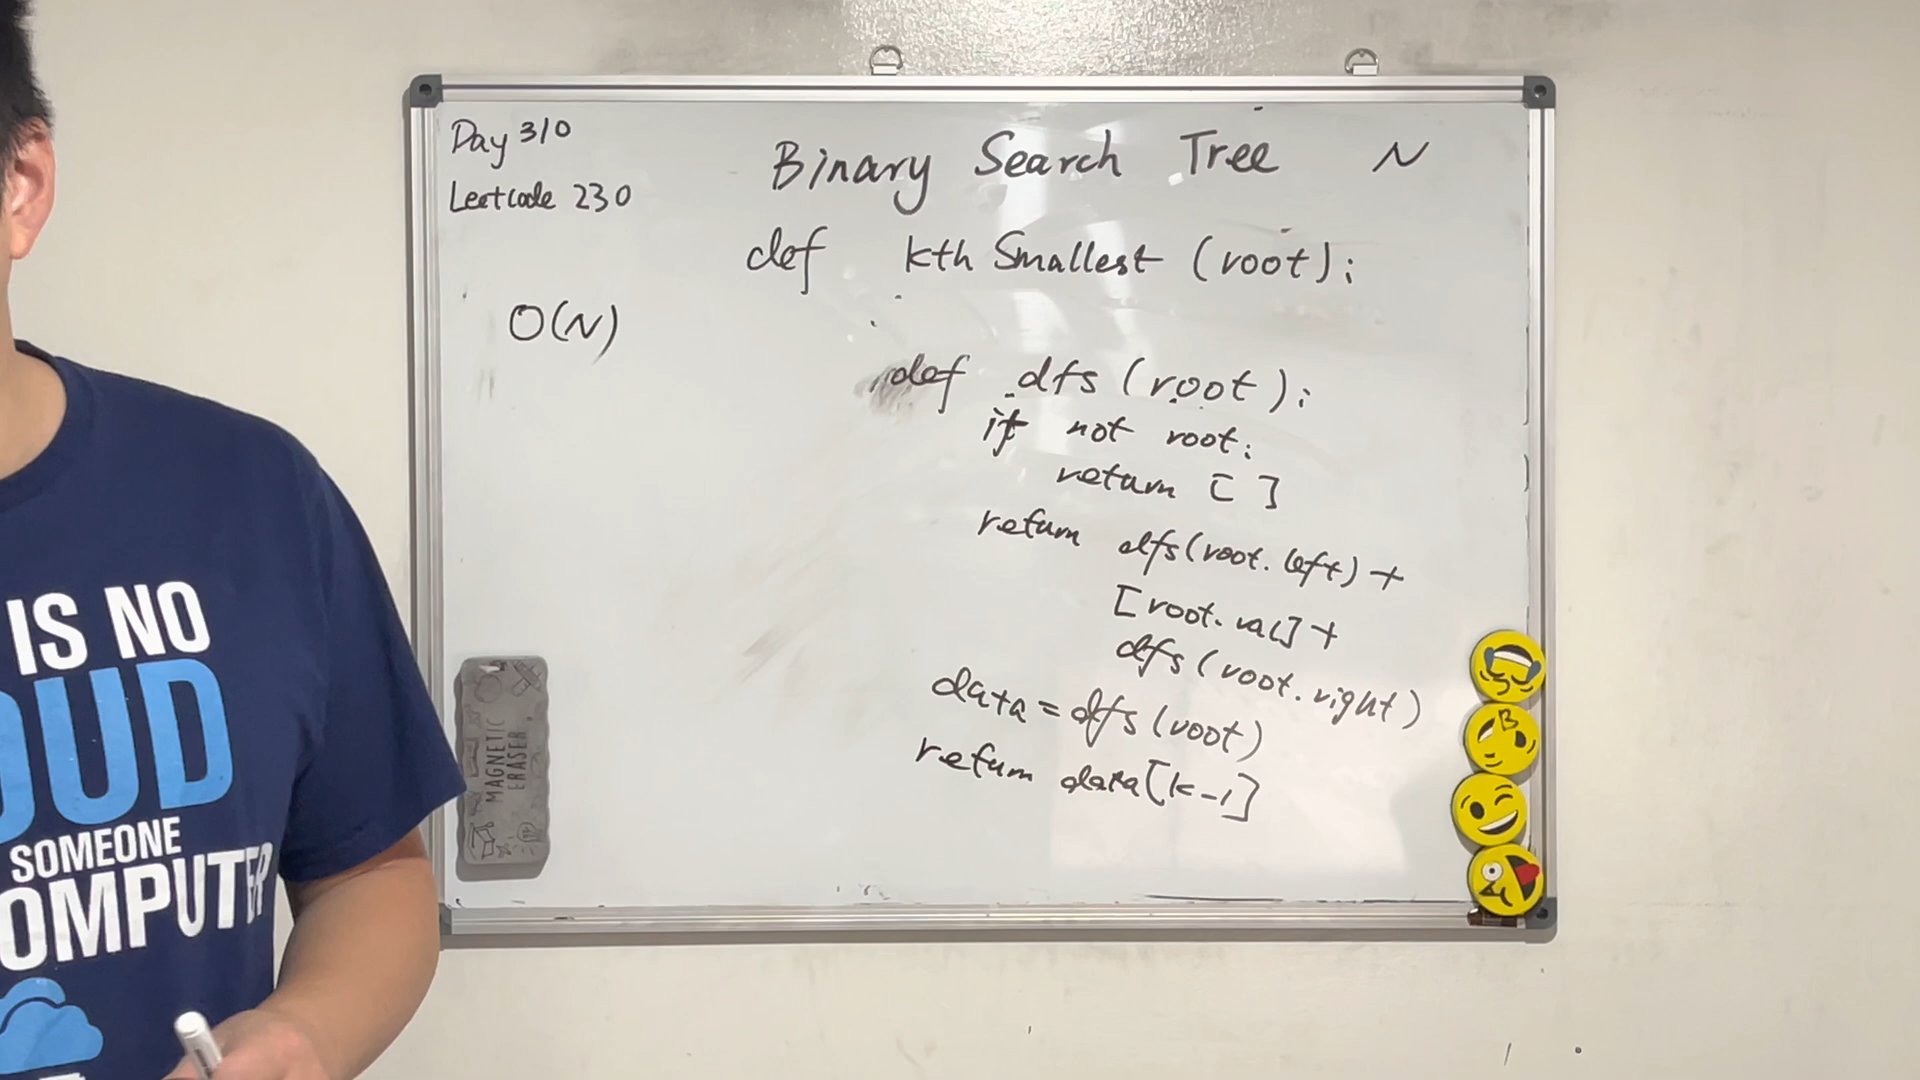 Day 310
Leetcode 230
Binary Search Tree N
def kth Smallest (root):
O(N)
def dfs (root):
if not root:
return [ ]
return dfs(root.left) +
[root.val] +
dfs (root.right)
data = dfs (root)
return data [k-1]
MAGNETIC
ERASER
IS NO
OUD
SOMEONE
OMPUTER
B